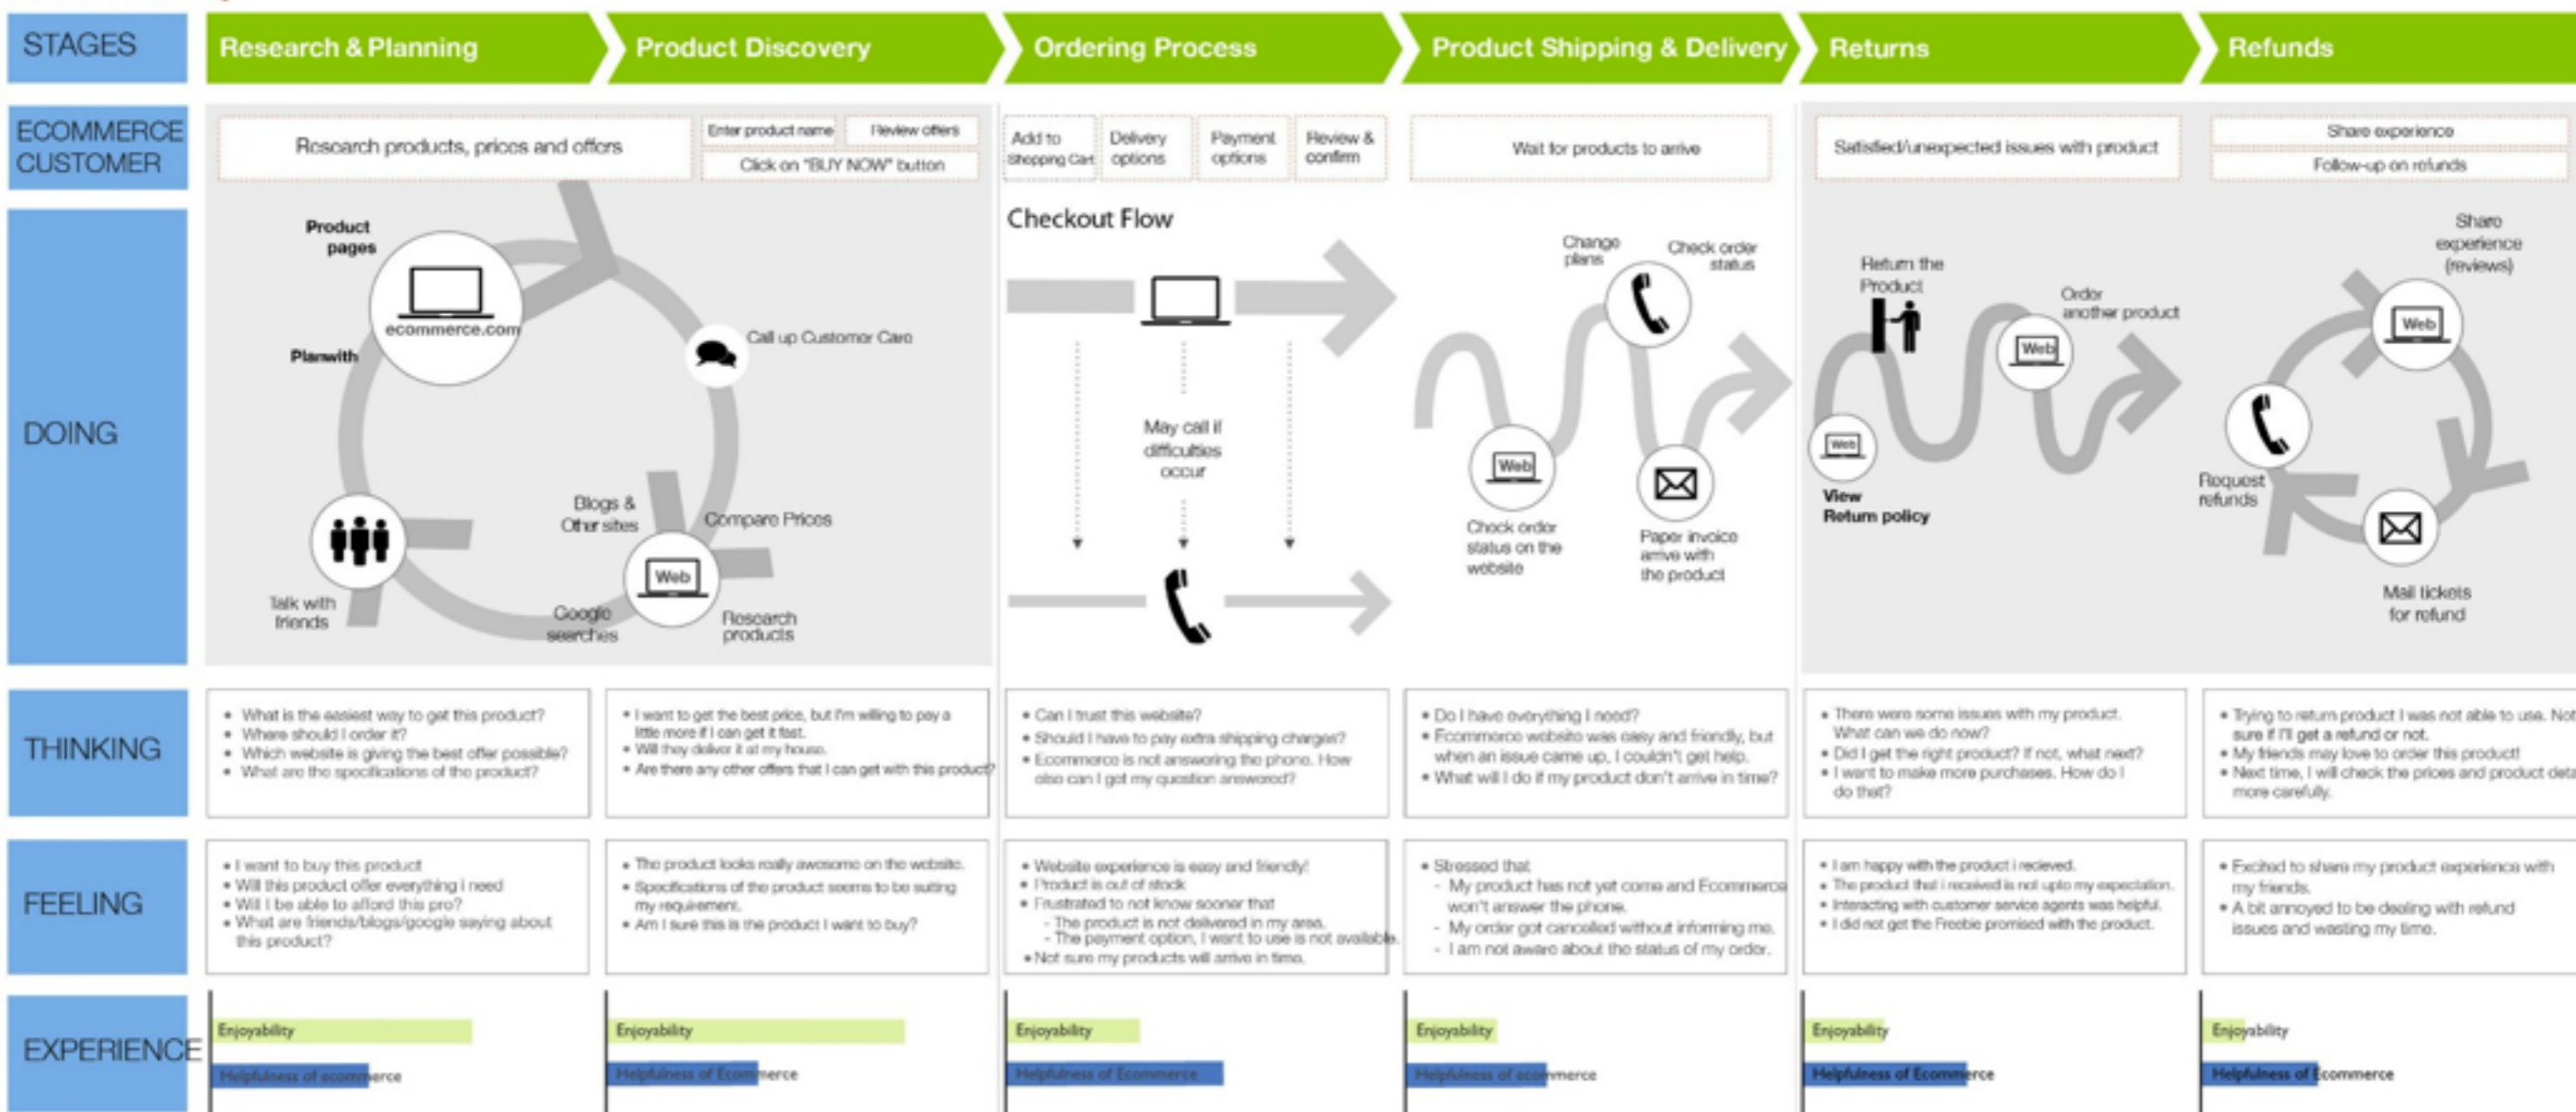 STAGES
Research & Planning
Product Discovery
Ordering Process
Product Shipping & Delivery
Returns
Refunds
ECOMMERCE
CUSTOMER
Research products, prices and offers
Enter product name
Review offers
Click on "BUY NOW" button
Add to
Shopping Cart
Delivery
options
Payment
options
Review &
confirm
Wait for products to arrive
Satisfied/unexpected issues with product
Share experience
Follow-up on refunds
DOING
Product
pages
ecommerce.com
Planwith
Call up Customer Care
Talk with
friends
Blogs &
Other sites
Compare Prices
Web
Google
searches
Research
products
Checkout Flow
May call if
difficulties
occur
Change
plans
Check order
status
Web
Check order
status on the
website
Paper invoice
arrive with
the product
Return the
Product
Order
another product
Web
Web
View
Return policy
Share
experience
(reviews)
Web
Request
refunds
Mail tickets
for refund
THINKING
• What is the easiest way to get this product?
• Where should I order it?
• Which website is giving the best offer possible?
• What are the specifications of the product?
• I want to get the best price, but I'm willing to pay a
little more if I can get it fast.
• Will they deliver it at my house.
• Are there any other offers that I can get with this product?
• Can I trust this website?
• Should I have to pay extra shipping charges?
• Ecommerce is not answering the phone. How
else can I get my question answered?
• Do I have everything I need?
• Ecommerce website was easy and friendly, but
when an issue came up, I couldn't get help.
• What will I do if my product don't arrive in time?
• There were some issues with my product.
What can we do now?
• Did I get the right product? If not, what next?
• I want to make more purchases. How do I
do that?
• Trying to return product I was not able to use. Not
sure if I'll get a refund or not.
• My friends may love to order this product!
• Next time, I will check the prices and product deta
more carefully.
FEELING
• I want to buy this product
• Will this product offer everything i need
• Will I be able to afford this pro?
• What are friends/blogs/google saying about
this product?
• The product looks really awesome on the website.
• Specifications of the product seems to be suiting
my requirement.
• Am I sure this is the product I want to buy?
• Website experience is easy and friendly!
• Product is out of stock
• Frustrated to not know sooner that
- The product is not delivered in my area.
- The payment option, I want to use is not available.
• Not sure my products will arrive in time.
• Stressed that
- My product has not yet come and Ecommerce
won't answer the phone.
- My order got cancelled without informing me.
- I am not aware about the status of my order.
• I am happy with the product i recieved.
• The product that i received is not upto my expectation.
• Interacting with customer service agents was helpful.
• I did not get the Freebie promised with the product.
• Excited to share my product experience with
my friends.
• A bit annoyed to be dealing with refund
issues and wasting my time.
EXPERIENCE
Enjoyability
Helpfulness of ecommerce
Enjoyability
Helpfulness of Ecommerce
Enjoyability
Helpfulness of Ecommerce
Enjoyability
Helpfulness of ecommerce
Enjoyability
Helpfulness of Ecommerce
Enjoyability
Helpfulness of Ecommerce